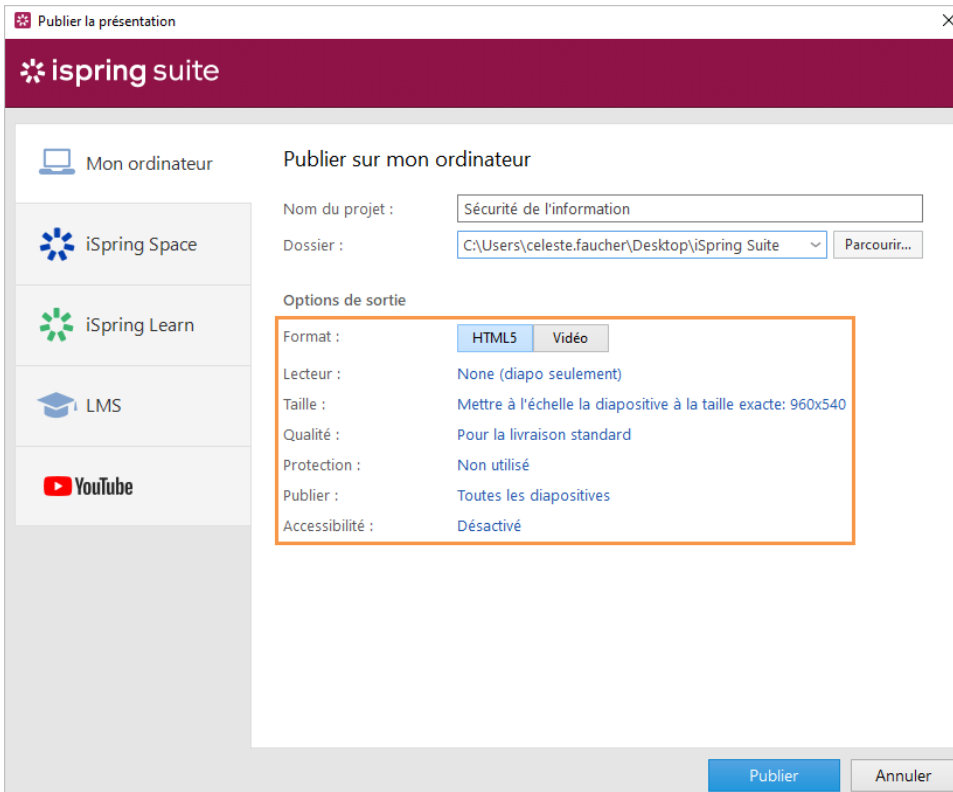 Publier la présentation
ispring suite
Mon ordinateur
iSpring Space
iSpring Learn
LMS
YouTube
Publier sur mon ordinateur
Nom du projet : Sécurité de l'information
Dossier : C:\Users\celeste.faucher\Desktop\iSpring Suite Parcourir...
Options de sortie
Format : HTML5 Vidéo
Lecteur : None (diapo seulement)
Taille : Mettre à l'échelle la diapositive à la taille exacte: 960x540
Qualité : Pour la livraison standard
Protection : Non utilisé
Publier : Toutes les diapositives
Accessibilité : Désactivé
Publier Annuler